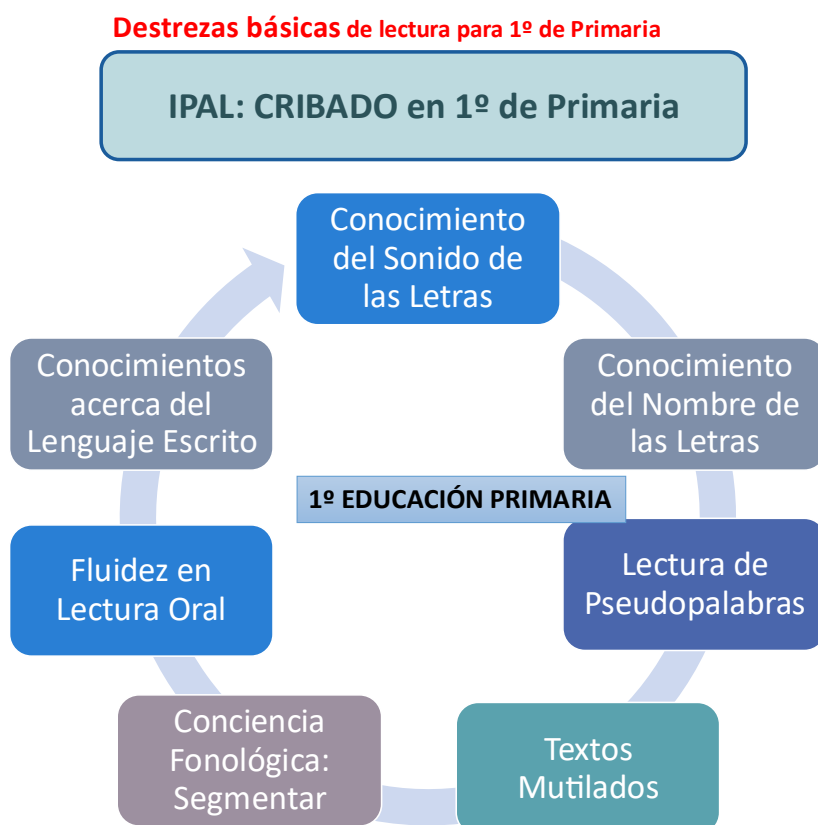 Destrezas básicas de lectura para 1º de Primaria
IPAL: CRIBADO en 1º de Primaria
Conocimiento
del Sonido de
las Letras
Conocimiento
del Nombre de
las Letras
Lectura de
Pseudopalabras
Textos
Mutilados
Conciencia
Fonológica:
Segmentar
Fluidez en
Lectura Oral
Conocimientos
acerca del
Lenguaje Escrito
1º EDUCACIÓN PRIMARIA